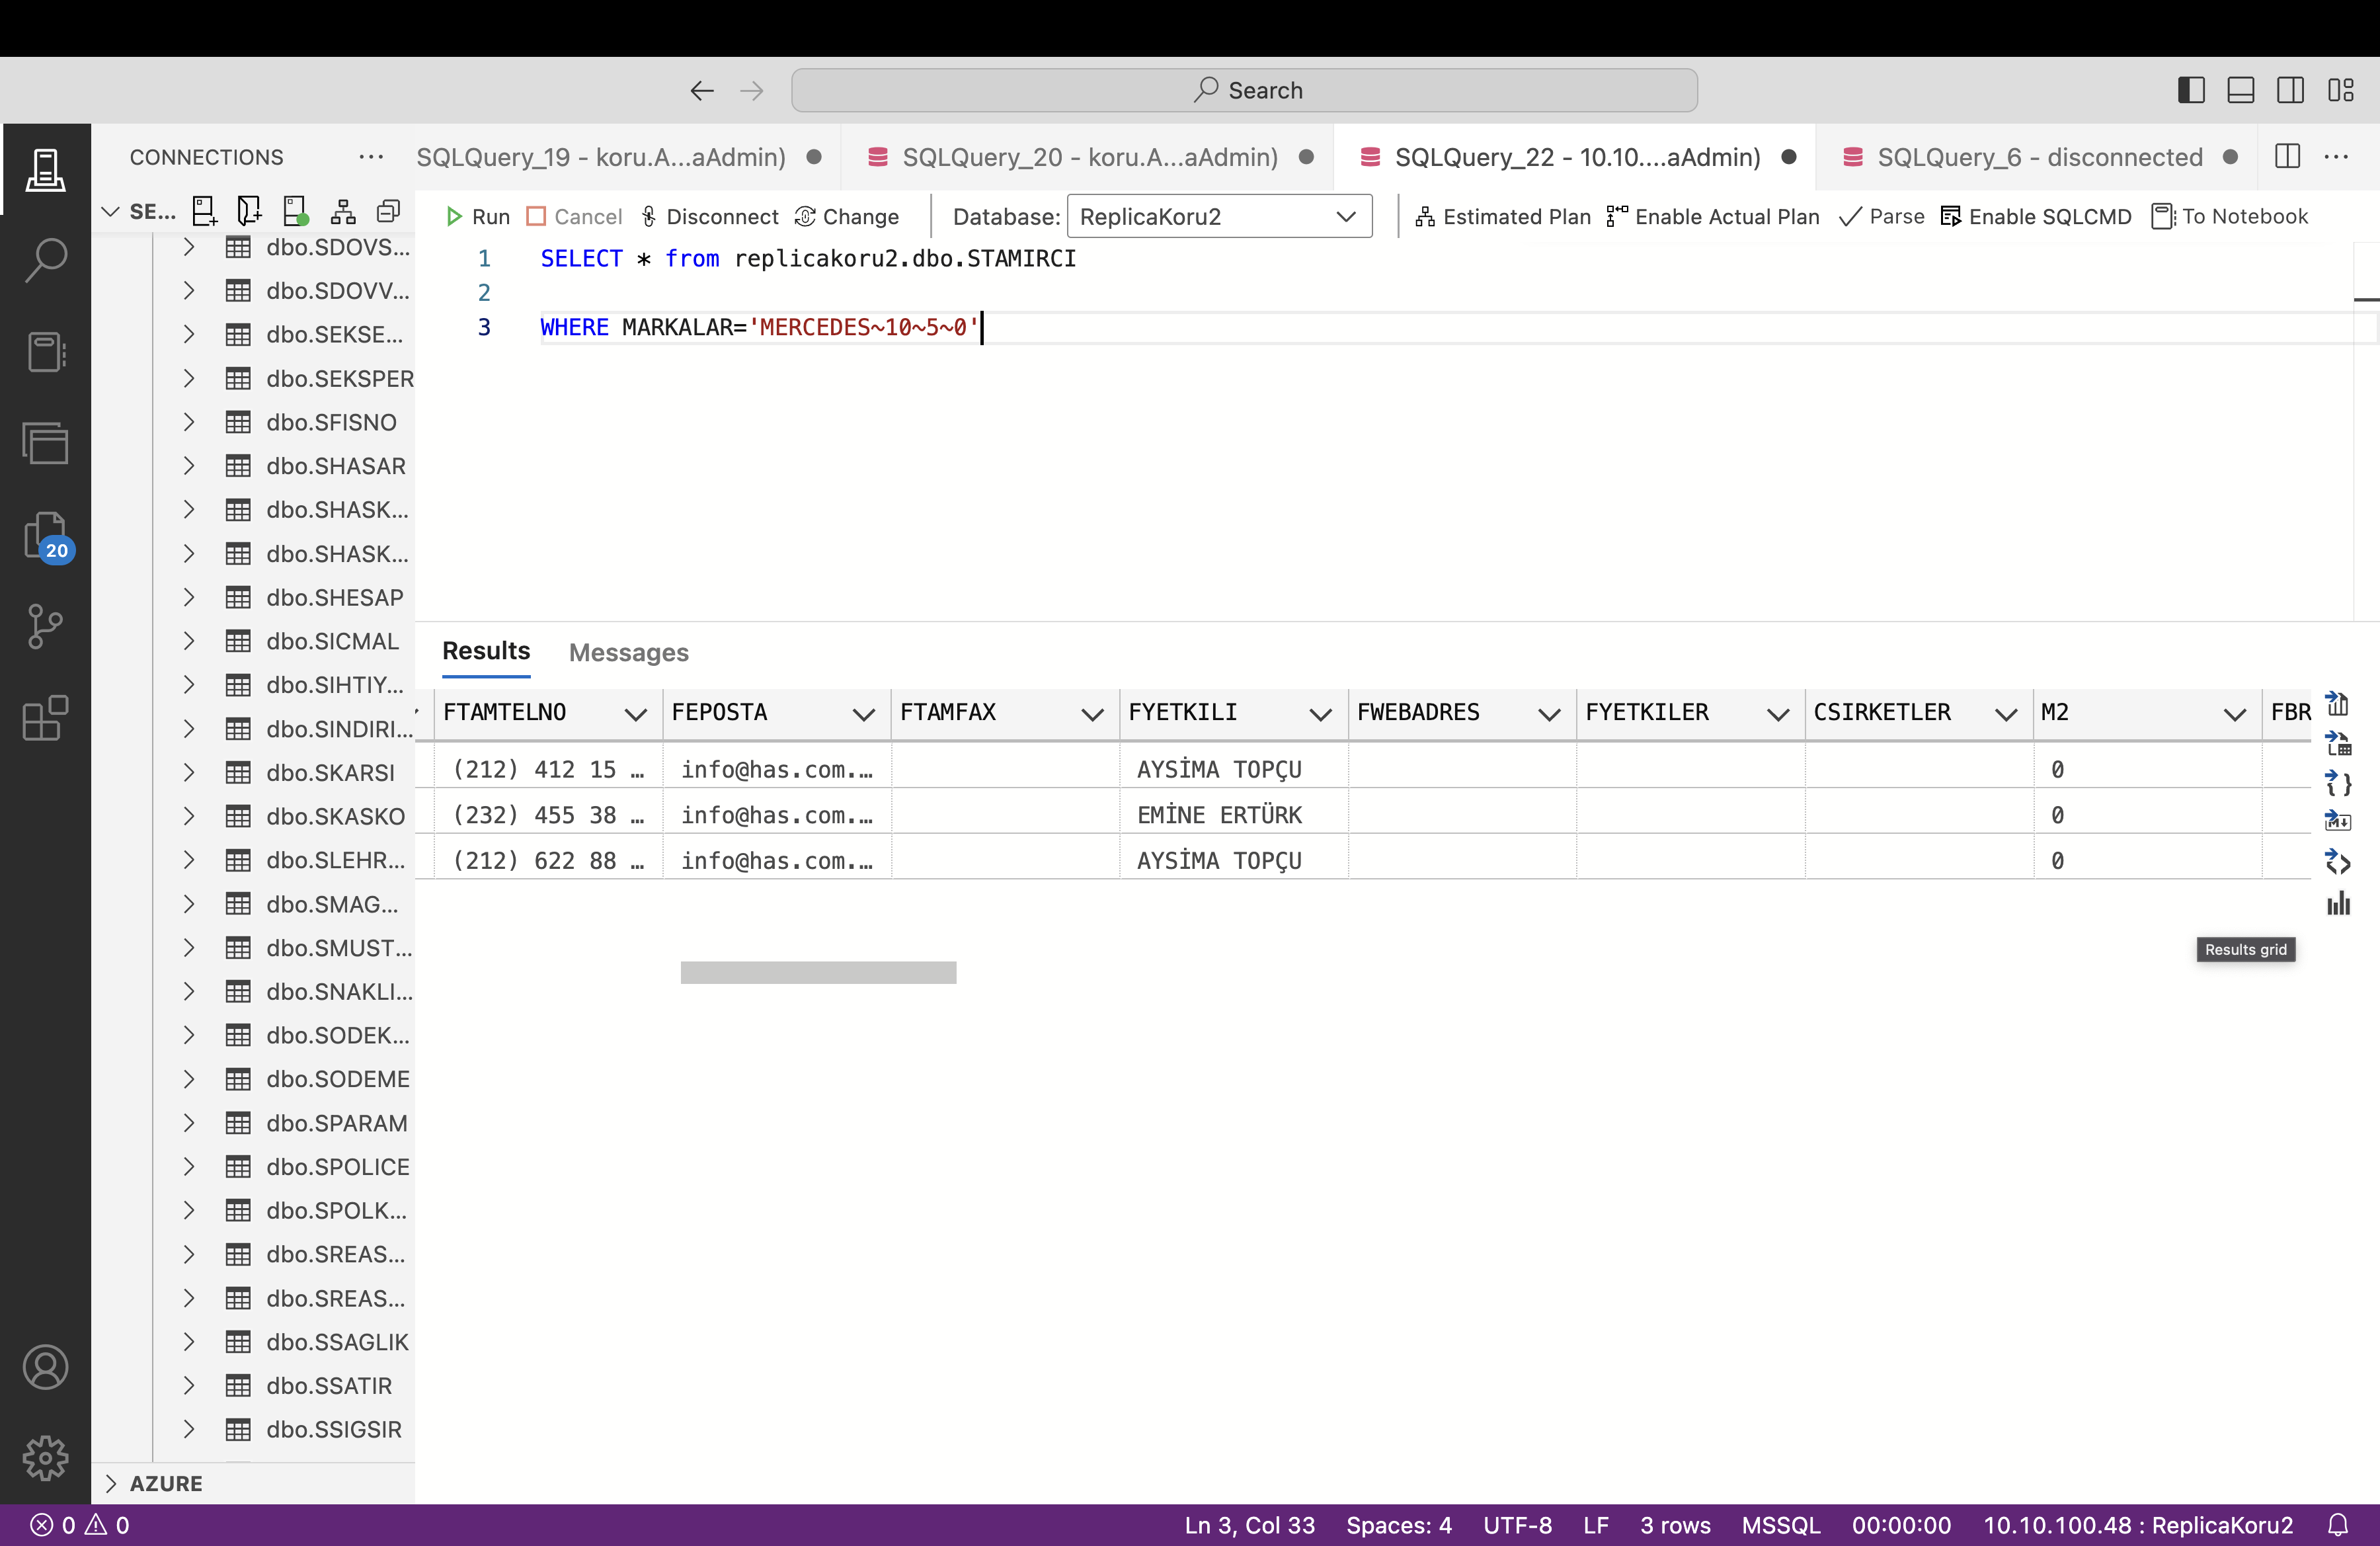 Search
CONNECTIONS
SQLQuery_19 - koru.A...aAdmin)
SQLQuery_20 - koru.A...aAdmin)
SQLQuery_22 - 10.10....aAdmin)
SQLQuery_6 - disconnected
SE...
Run
Cancel
Disconnect
Change
Database:
ReplicaKoru2
Estimated Plan
Enable Actual Plan
Parse
Enable SQLCMD
To Notebook
1 SELECT * from replicakoru2.dbo.STAMIRCI
2
3 WHERE MARKALAR='MERCEDES~10~5~0'
dbo.SDOVS...
dbo.SDOVV...
dbo.SEKSE...
dbo.SEKSPER
dbo.SFISNO
dbo.SHASAR
dbo.SHASK...
dbo.SHASK...
dbo.SHESAP
dbo.SICMAL
dbo.SIHTIY...
dbo.SINDIRI...
dbo.SKARSI
dbo.SKASKO
dbo.SLEHR...
dbo.SMAG...
dbo.SMUST...
dbo.SNAKLI...
dbo.SODEK...
dbo.SODEME
dbo.SPARAM
dbo.SPOLICE
dbo.SPOLK...
dbo.SREAS...
dbo.SREAS...
dbo.SSAGLIK
dbo.SSATIR
dbo.SSIGSIR
AZURE
20
Results
Messages
FTAMTELNO FEPOSTA FTAMFAX FYETKILI FWEBADRES FYETKILER CSIRKETLER M2 FBR
(212) 412 15 … info@has.com.… AYSİMA TOPÇU 0
(232) 455 38 … info@has.com.… EMİNE ERTÜRK 0
(212) 622 88 … info@has.com.… AYSİMA TOPÇU 0
Results grid
0 0
Ln 3, Col 33
Spaces: 4
UTF-8
LF
3 rows
MSSQL
00:00:00
10.10.100.48 : ReplicaKoru2